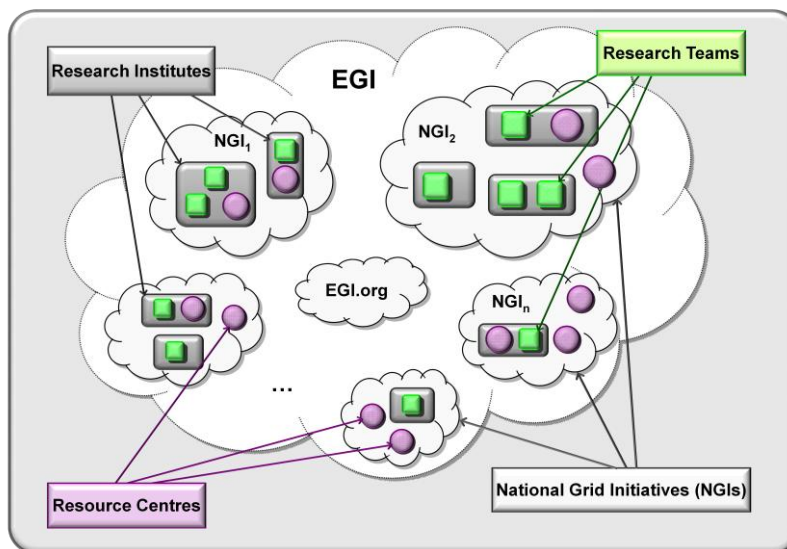 Research Institutes
EGI
Research Teams
NGI₁
NGI₂
EGI.org
NGIₙ
...
Resource Centres
National Grid Initiatives (NGIs)